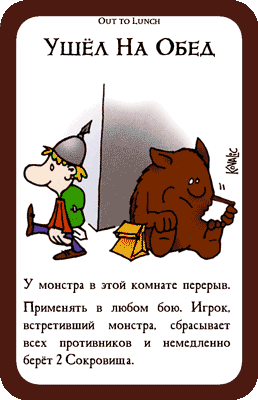 Out to Lunch
Ушёл На Обед
Kovalic
У монстра в этой комнате перерыв.
Применять в любом бою. Игрок,
встретивший монстра, сбрасывает
всех противников и немедленно
берёт 2 Сокровища.